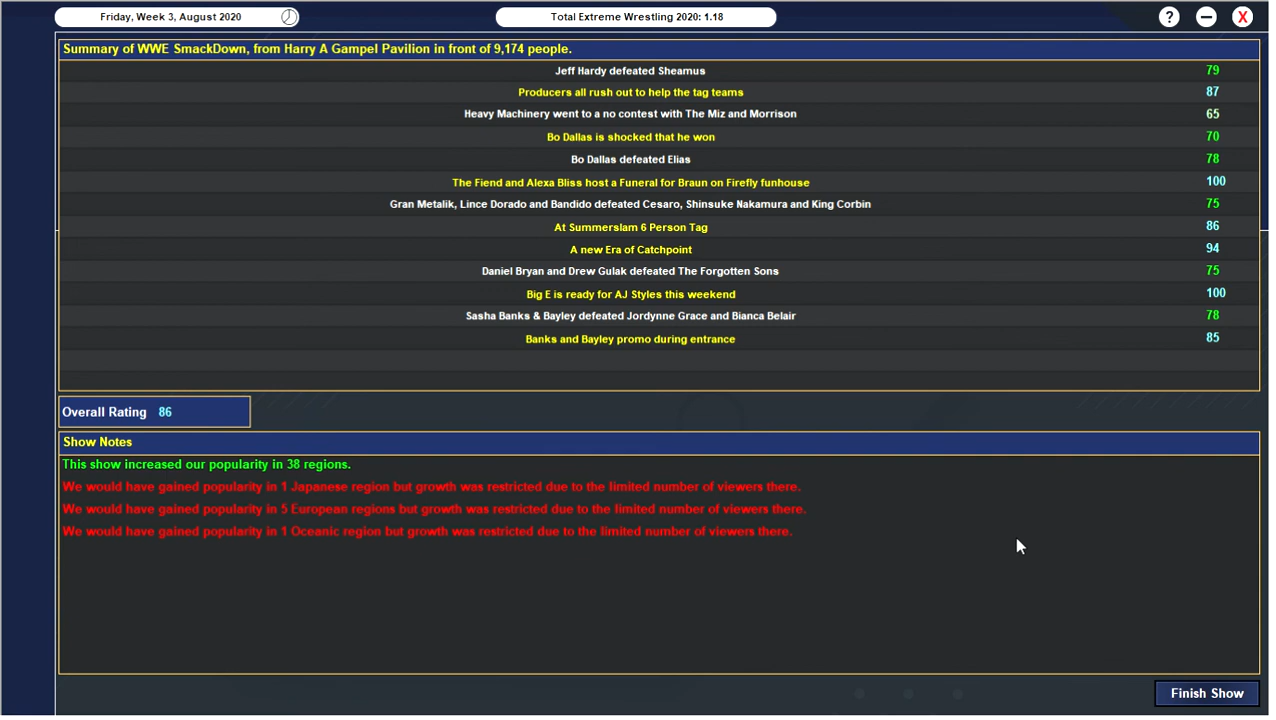 Friday, Week 3, August 2020
Total Extreme Wrestling 2020: 1.18
?
X
Summary of WWE SmackDown, from Harry A Gampel Pavilion in front of 9,174 people.
Jeff Hardy defeated Sheamus 79
Producers all rush out to help the tag teams 87
Heavy Machinery went to a no contest with The Miz and Morrison 65
Bo Dallas is shocked that he won 70
Bo Dallas defeated Elias 78
The Fiend and Alexa Bliss host a Funeral for Braun on Firefly funhouse 100
Gran Metalik, Lince Dorado and Bandido defeated Cesaro, Shinsuke Nakamura and King Corbin 75
At Summerslam 6 Person Tag 86
A new Era of Catchpoint 94
Daniel Bryan and Drew Gulak defeated The Forgotten Sons 75
Big E is ready for AJ Styles this weekend 100
Sasha Banks & Bayley defeated Jordynne Grace and Bianca Belair 78
Banks and Bayley promo during entrance 85
Overall Rating 86
Show Notes
This show increased our popularity in 38 regions.
We would have gained popularity in 1 Japanese region but growth was restricted due to the limited number of viewers there.
We would have gained popularity in 5 European regions but growth was restricted due to the limited number of viewers there.
We would have gained popularity in 1 Oceanic region but growth was restricted due to the limited number of viewers there.
Finish Show